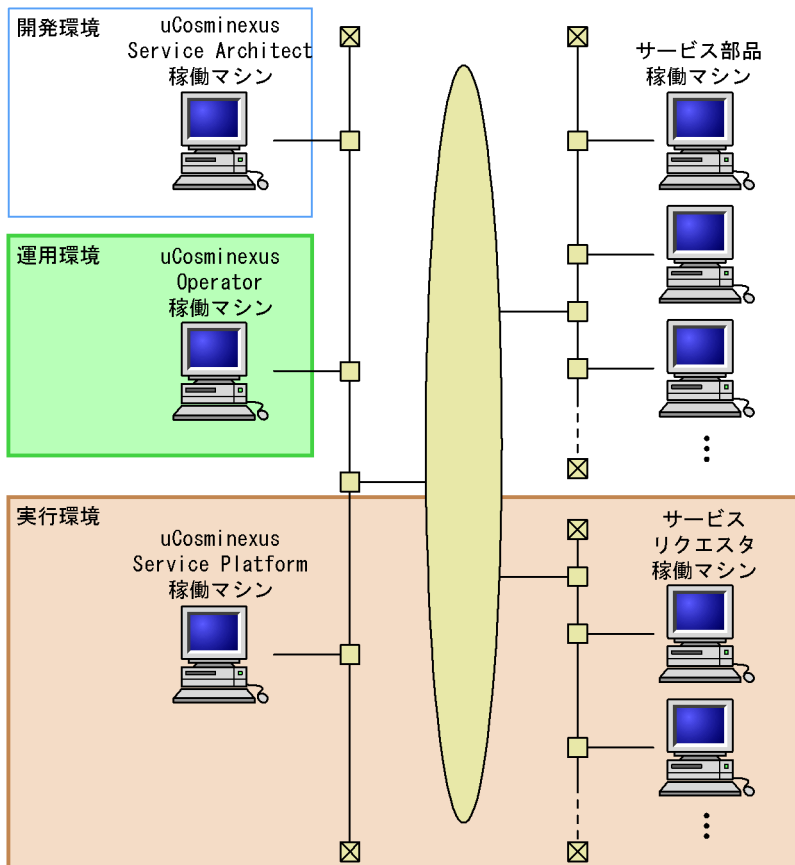 開発環境
uCosminexus
Service Architect
稼働マシン
サービス部品
稼働マシン
運用環境
uCosminexus
Operator
稼働マシン
実行環境
uCosminexus
Service Platform
稼働マシン
サービス
リクエスタ
稼働マシン